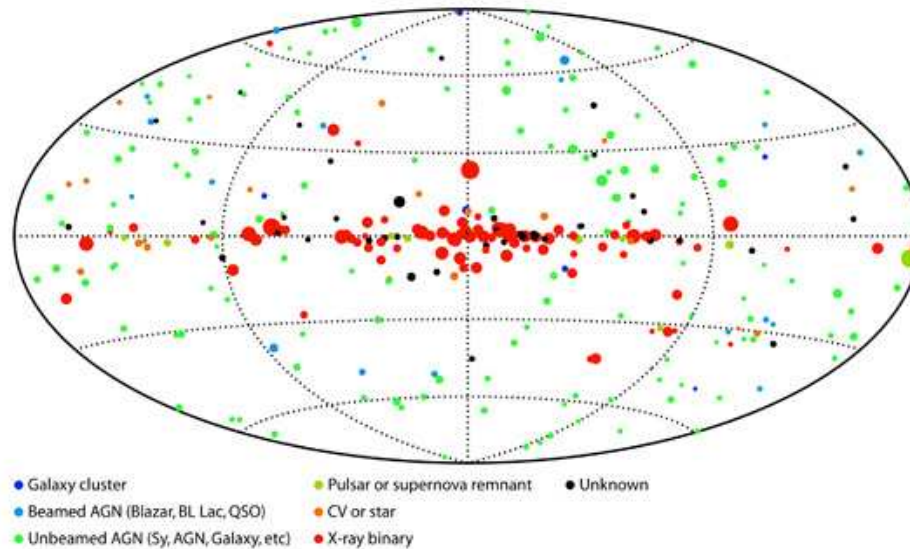 Galaxy cluster
Beamed AGN (Blazar, BL Lac, QSO)
Unbeamed AGN (Sy, AGN, Galaxy, etc)
Pulsar or supernova remnant
CV or star
X-ray binary
Unknown